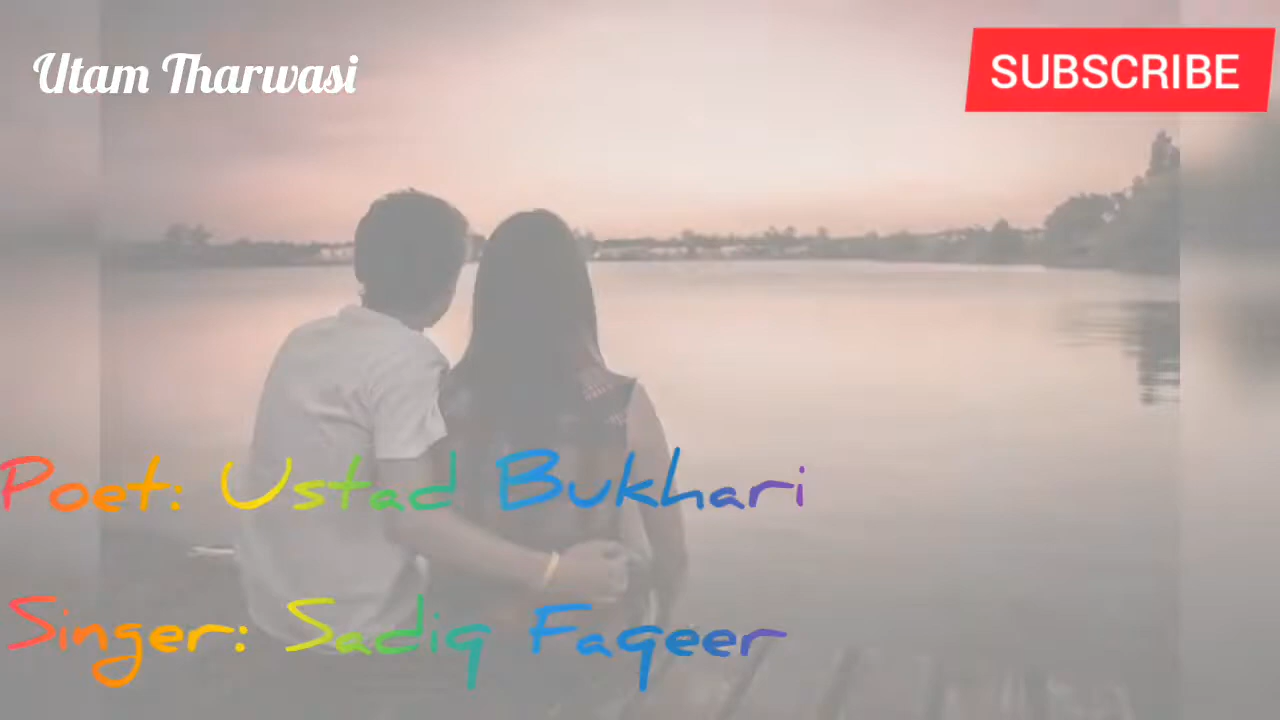 Utam Tharwasi
SUBSCRIBE
Poet: Ustad Bukhari
Singer: Sadiq Faqeer